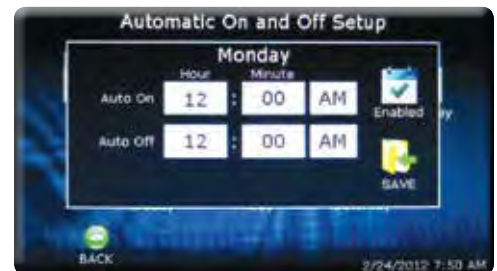 Automatic On and Off Setup
Monday
Hour Minute
Auto On 12 : 00 AM
Enabled
Auto Off 12 : 00 AM
SAVE
BACK
2/24/2012 7:50 AM